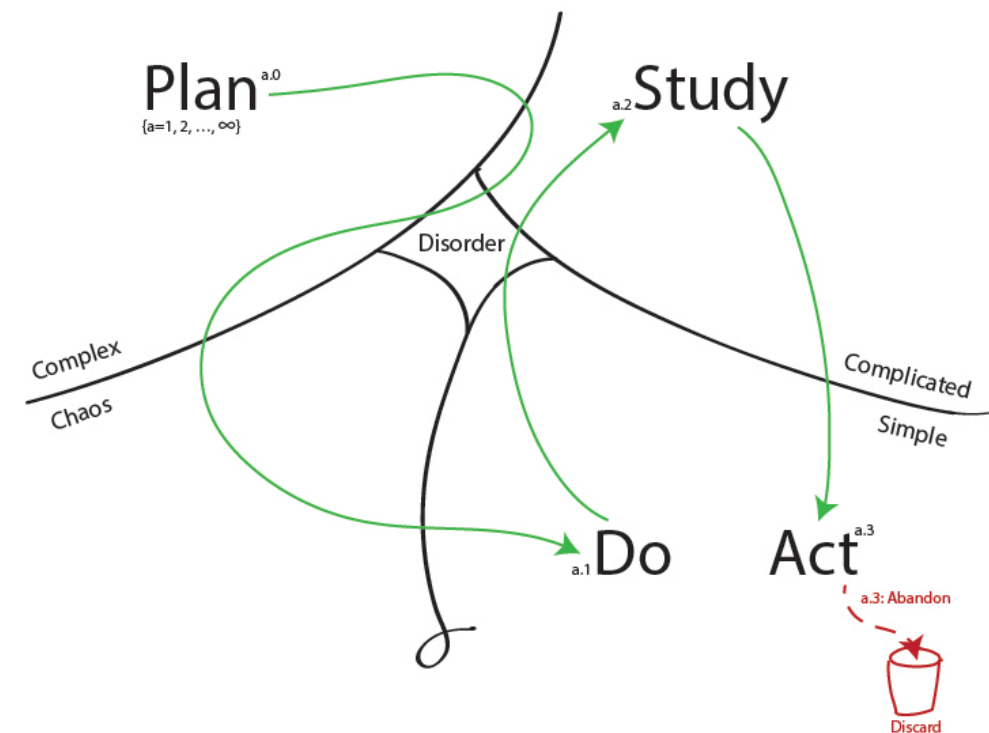 Plan a.0
{a=1, 2, ..., ∞}
a.2 Study
Disorder
Complex
Chaos
Complicated
Simple
a.1 Do
Act a.3
a.3: Abandon
Discard